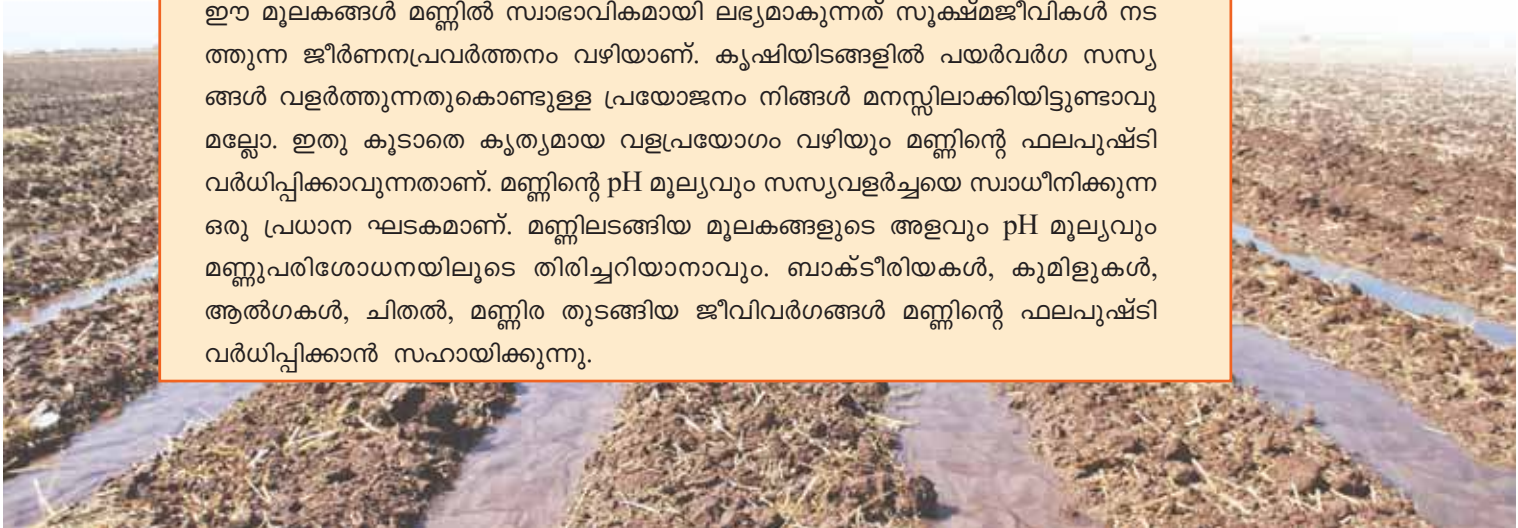 ഈ മൂലകങ്ങൾ മണ്ണിൽ സ്വാഭാവികമായി ലഭ്യമാകുന്നത് സൂക്ഷ്മജീവികൾ നട
ത്തുന്ന ജീർണനപ്രവർത്തനം വഴിയാണ്. കൃഷിയിടങ്ങളിൽ പയർവർഗ സസ്യ
ങ്ങൾ വളർത്തുന്നതുകൊണ്ടുള്ള പ്രയോജനം നിങ്ങൾ മനസ്സിലാക്കിയിട്ടുണ്ടാവു
മല്ലോ. ഇതു കൂടാതെ കൃത്യമായ വളപ്രയോഗം വഴിയും മണ്ണിന്റെ ഫലപുഷ്ടി
വർധിപ്പിക്കാവുന്നതാണ്. മണ്ണിന്റെ pH മൂല്യവും സസ്യവളർച്ചയെ സ്വാധീനിക്കുന്ന
ഒരു പ്രധാന ഘടകമാണ്. മണ്ണിലടങ്ങിയ മൂലകങ്ങളുടെ അളവും pH മൂല്യവും
മണ്ണുപരിശോധനയിലൂടെ തിരിച്ചറിയാനാവും. ബാക്ടീരിയകൾ, കുമിളുകൾ,
ആൽഗകൾ, ചിതൽ, മണ്ണിര തുടങ്ങിയ ജീവിവർഗങ്ങൾ മണ്ണിന്റെ ഫലപുഷ്ടി
വർധിപ്പിക്കാൻ സഹായിക്കുന്നു.